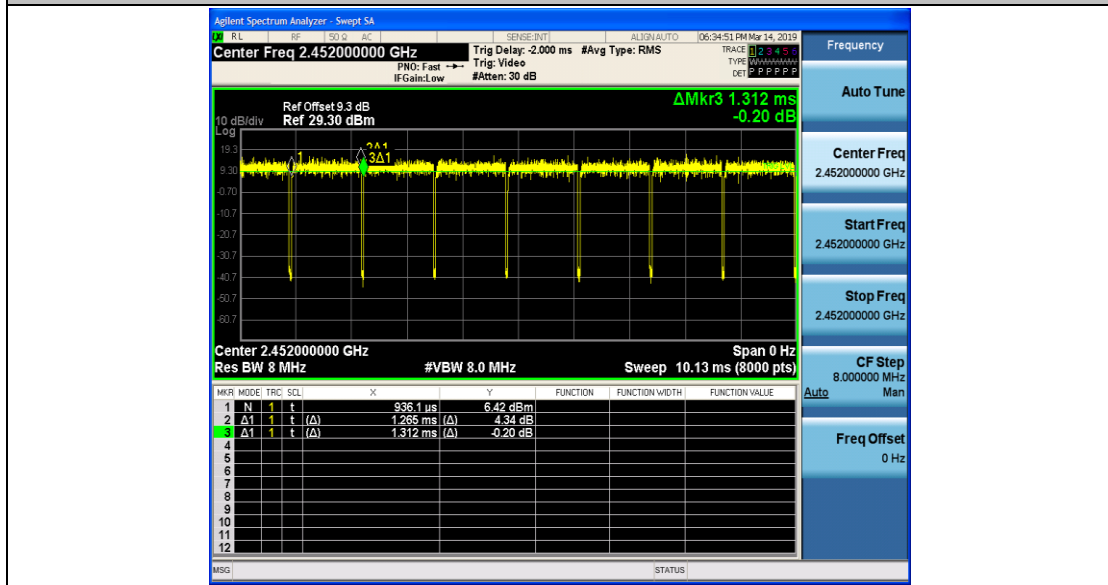 Agilent Spectrum Analyzer - Swept SA
RL RF 50 Ω AC SENSE:INT ALIGNAUTO 06:34:51 PM Mar 14, 2019
Center Freq 2.452000000 GHz
Trig Delay: -2.000 ms #Avg Type: RMS
TRACE 1 2 3 4 5 6
PNO: Fast Trig: Video
TYPE WWWWWW
IFGain:Low #Atten: 30 dB
DET P P P P P P
Frequency
Auto Tune
Center Freq
2.452000000 GHz
Start Freq
2.452000000 GHz
Stop Freq
2.452000000 GHz
CF Step
8.000000 MHz
Auto Man
Freq Offset
0 Hz
ΔMkr3 1.312 ms
-0.20 dB
Ref Offset 9.3 dB
10 dB/div Ref 29.30 dBm
Log
19.3
9.30
-0.70
-10.7
-20.7
-30.7
-40.7
-50.7
-60.7
1
2Δ1
3Δ1
Center 2.452000000 GHz Span 0 Hz
Res BW 8 MHz #VBW 8.0 MHz Sweep 10.13 ms (8000 pts)
MKR MODE TRC SCL X Y FUNCTION FUNCTION WIDTH FUNCTION VALUE
1 N 1 t 936.1 us 6.42 dBm
2 Δ1 1 t (Δ) 1.265 ms (Δ) 4.34 dB
3 Δ1 1 t (Δ) 1.312 ms (Δ) -0.20 dB
4
5
6
7
8
9
10
11
12
MSG STATUS